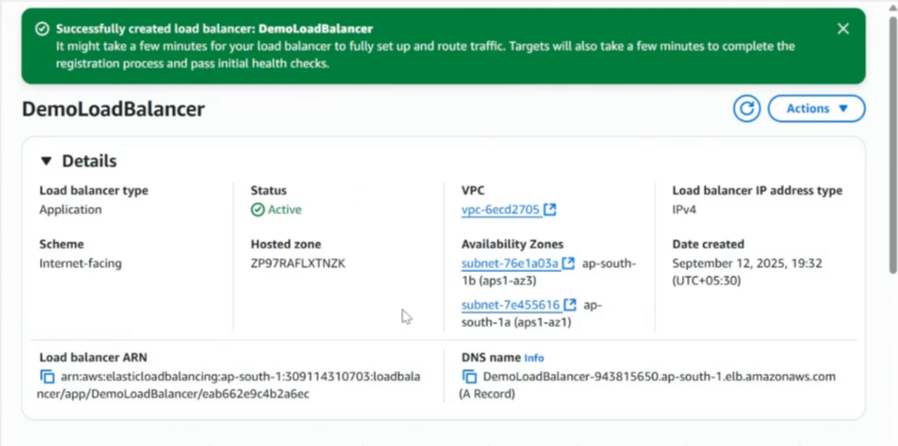 Successfully created load balancer: DemoLoadBalancer
It might take a few minutes for your load balancer to fully set up and route traffic. Targets will also take a few minutes to complete the
registration process and pass initial health checks.
DemoLoadBalancer
Actions
Details
Load balancer type
Application
Status
Active
VPC
vpc-6ecd2705
Load balancer IP address type
IPv4
Scheme
Internet-facing
Hosted zone
ZP97RAFLXTNZK
Availability Zones
subnet-76e1a03a ap-south-
1b (aps1-az3)
subnet-7e455616 ap-
south-1a (aps1-az1)
Date created
September 12, 2025, 19:32
(UTC+05:30)
Load balancer ARN
arn:aws:elasticloadbalancing:ap-south-1:309114310703:loadbala
ncer/app/DemoLoadBalancer/eab662e9c4b2a6ec
DNS name Info
DemoLoadBalancer-943815650.ap-south-1.elb.amazonaws.com
(A Record)